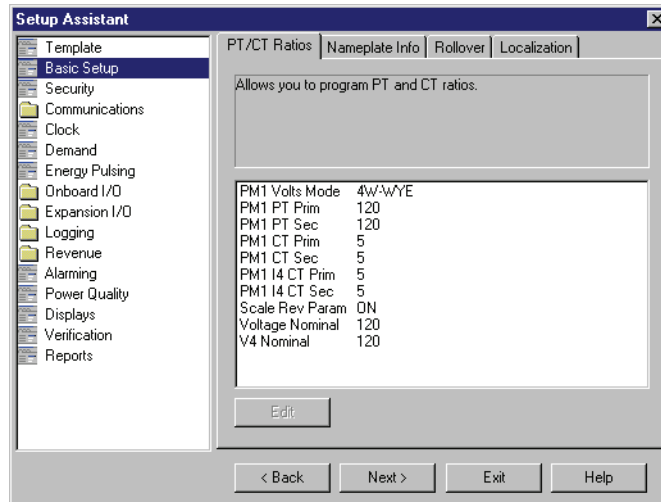 Setup Assistant
Template
Basic Setup
Security
Communications
Clock
Demand
Energy Pulsing
Onboard I/O
Expansion I/O
Logging
Revenue
Alarming
Power Quality
Displays
Verification
Reports
PT/CT Ratios
Nameplate Info
Rollover
Localization
Allows you to program PT and CT ratios.
PM1 Volts Mode 4W-WYE
PM1 PT Prim 120
PM1 PT Sec 120
PM1 CT Prim 5
PM1 CT Sec 5
PM1 I4 CT Prim 5
PM1 I4 CT Sec 5
Scale Rev Param ON
Voltage Nominal 120
V4 Nominal 120
Edit
< Back
Next >
Exit
Help